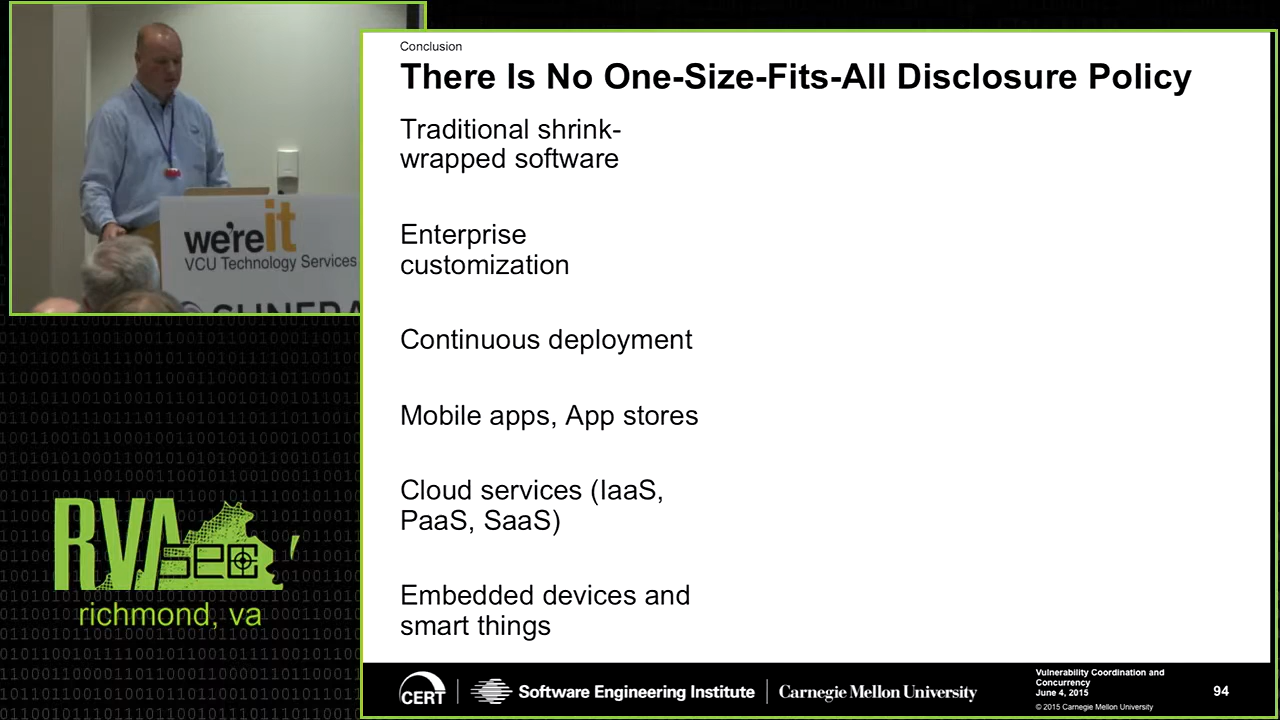 we're it
VCU Technology Services
RVA
sec
richmond, va
Conclusion
There Is No One-Size-Fits-All Disclosure Policy
Traditional shrink-
wrapped software
Enterprise
customization
Continuous deployment
Mobile apps, App stores
Cloud services (IaaS,
PaaS, SaaS)
Embedded devices and
smart things
CERT
Software Engineering Institute
Carnegie Mellon University
Vulnerability Coordination and
Concurrency
June 4, 2015
© 2015 Carnegie Mellon University
94